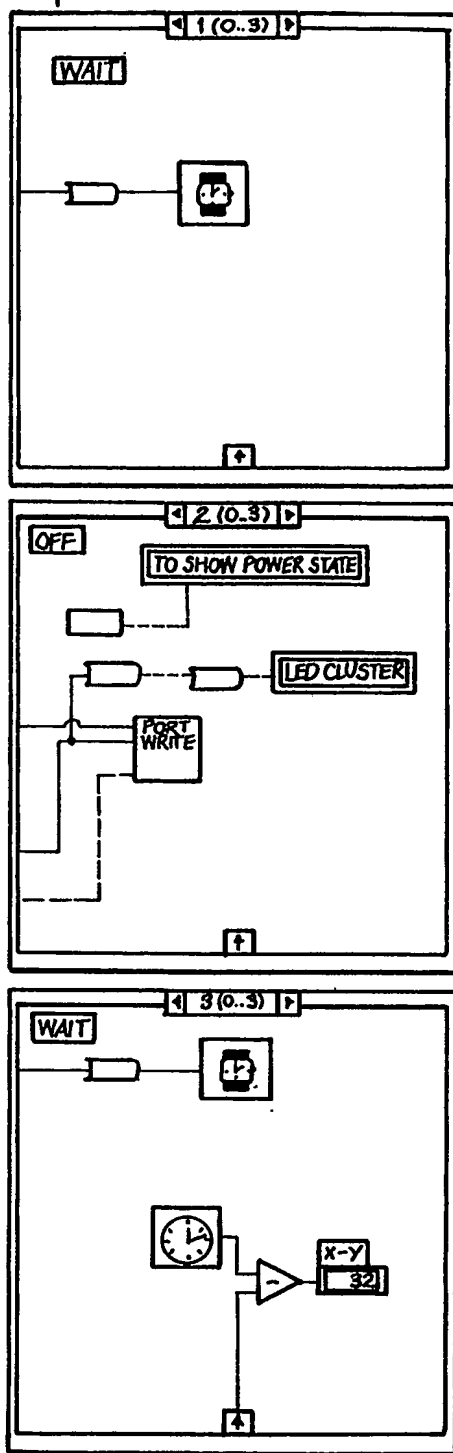 1 (0..3)
WAIT
2 (0..3)
OFF
TO SHOW POWER STATE
LED CLUSTER
PORT
WRITE
3 (0..3)
WAIT
X-Y
32